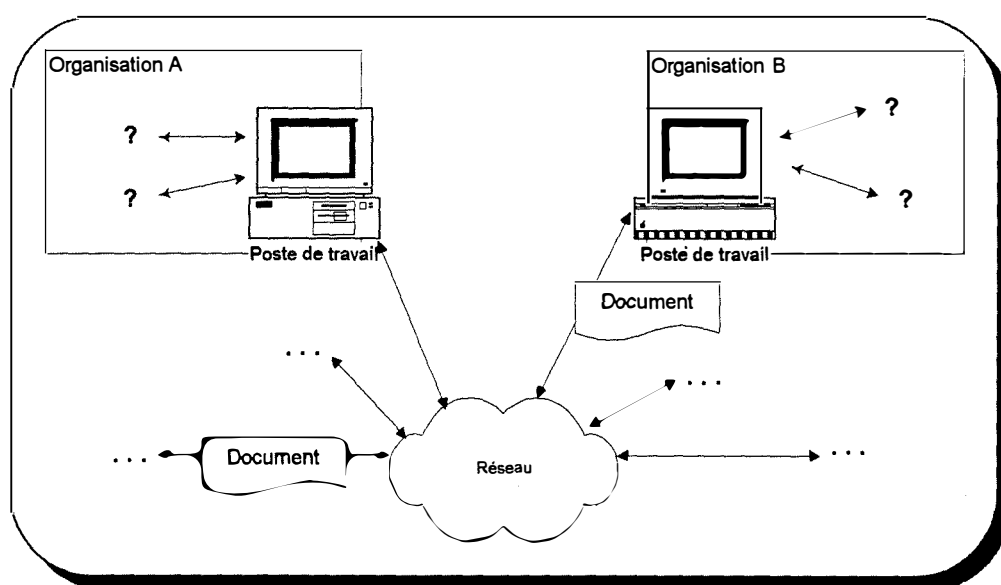 Organisation A
Organisation B
?
?
?
?
Poste de travail
Poste de travail
Document
. . .
. . .
. . .
Document
Réseau
. . .